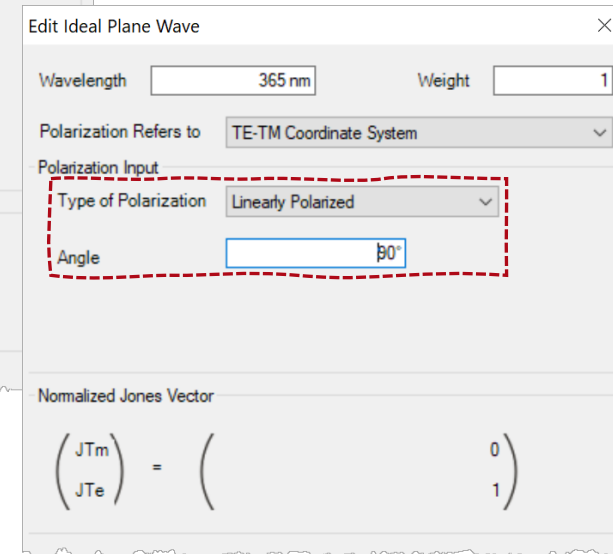 Edit Ideal Plane Wave
Wavelength 365 nm Weight 1
Polarization Refers to TE-TM Coordinate System
Polarization Input
Type of Polarization Linearly Polarized
Angle 90°
Normalized Jones Vector
JTm 0
=
JTe 1